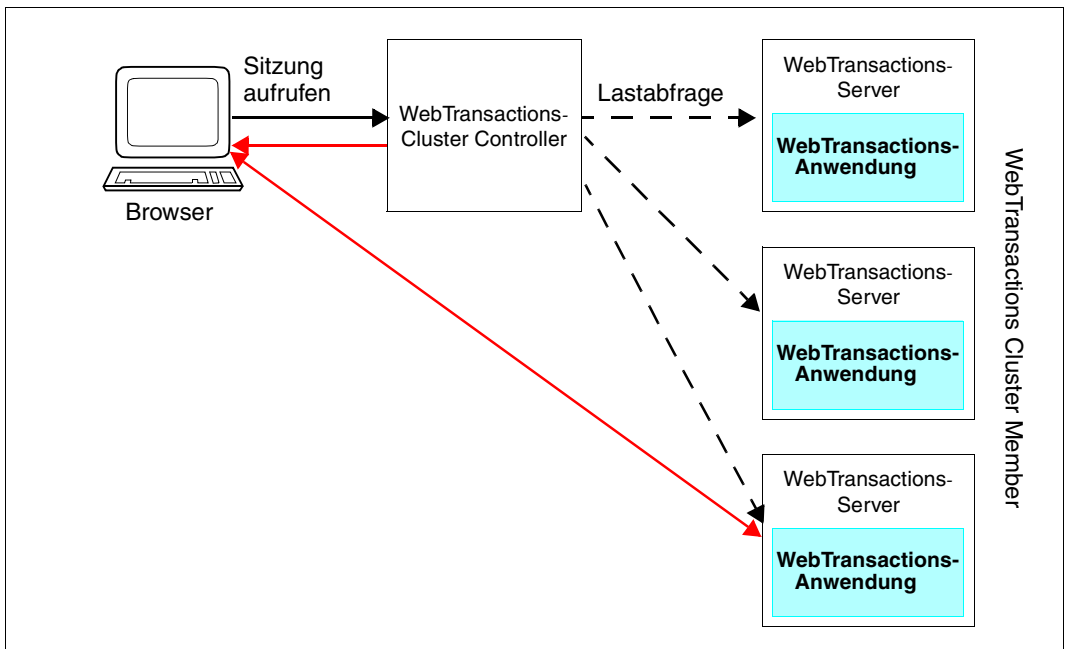 Sitzung
aufrufen
Browser
WebTransactions-
Cluster Controller
Lastabfrage
WebTransactions-
Server
WebTransactions-
Anwendung
WebTransactions-
Server
WebTransactions-
Anwendung
WebTransactions-
Server
WebTransactions-
Anwendung
WebTransactions Cluster Member